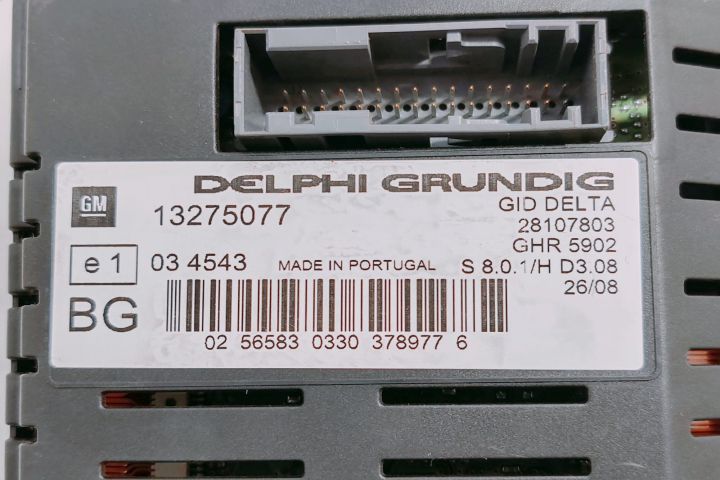 DELPHI GRUNDIG
GM
13275077
GID DELTA
28107803
GHR 5902
e1
03 4543
MADE IN PORTUGAL
S 8.0.1/H D3.08
26/08
BG
02 56583 0330 378977 6